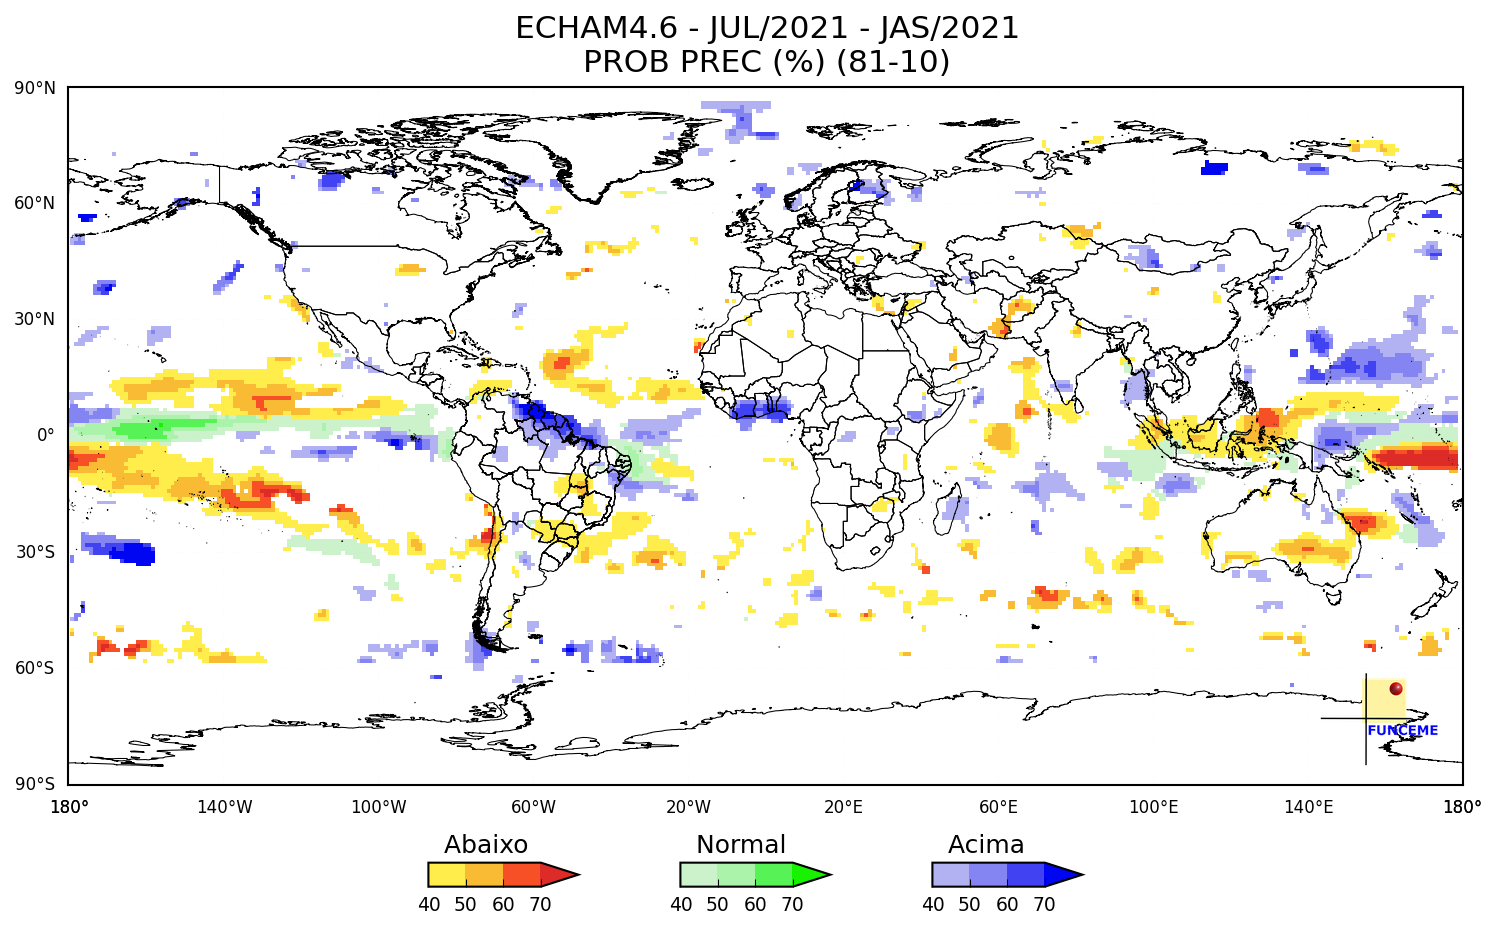 ECHAM4.6 - JUL/2021 - JAS/2021
PROB PREC (%) (81-10)
90°N
60°N
30°N
0°
30°S
60°S
90°S
180° 140°W 100°W 60°W 20°W 20°E 60°E 100°E 140°E 180°
FUNCEME
Abaixo Normal Acima
40 50 60 70 40 50 60 70 40 50 60 70